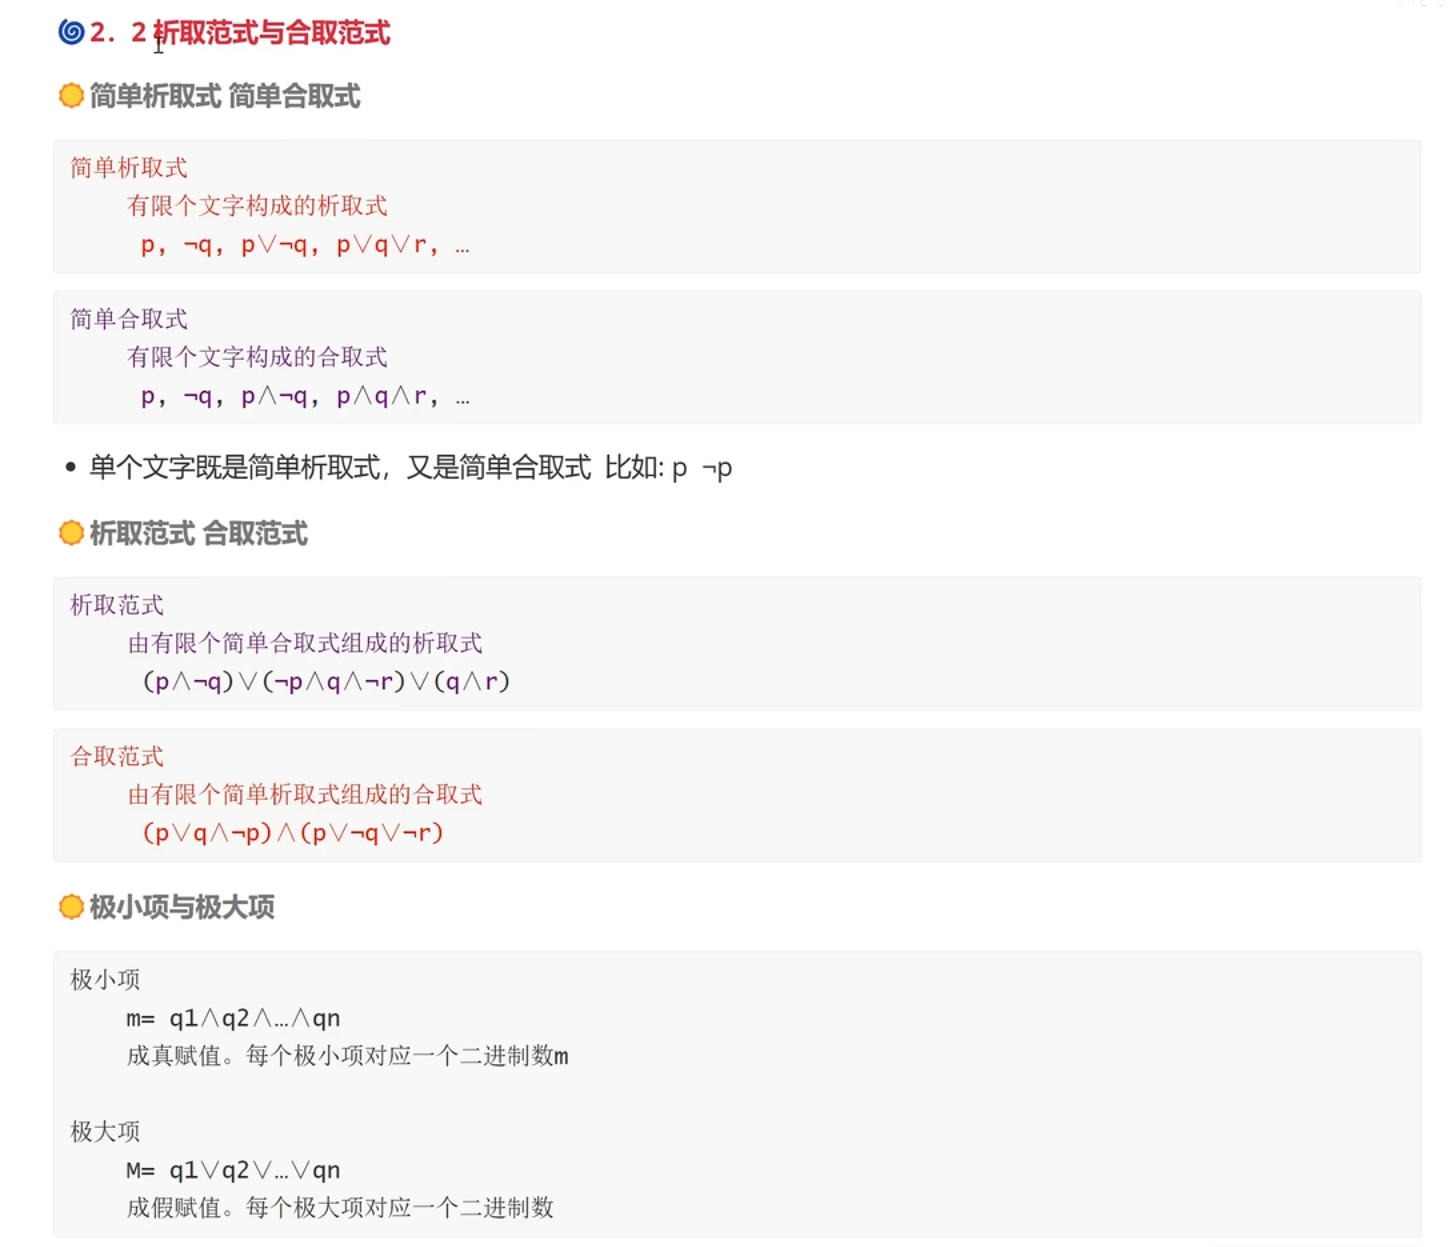 2. 2 析取范式与合取范式
简单析取式 简单合取式
简单析取式
有限个文字构成的析取式
p, ¬q, p∨¬q, p∨q∨r, …
简单合取式
有限个文字构成的合取式
p, ¬q, p∧¬q, p∧q∧r, …
• 单个文字既是简单析取式，又是简单合取式 比如: p ¬p
析取范式 合取范式
析取范式
由有限个简单合取式组成的析取式
(p∧¬q)∨(¬p∧q∧¬r)∨(q∧r)
合取范式
由有限个简单析取式组成的合取式
(p∨q∧¬p)∧(p∨¬q∨¬r)
极小项与极大项
极小项
m= q1∧q2∧…∧qn
成真赋值。每个极小项对应一个二进制数m
极大项
M= q1∨q2∨…∨qn
成假赋值。每个极大项对应一个二进制数